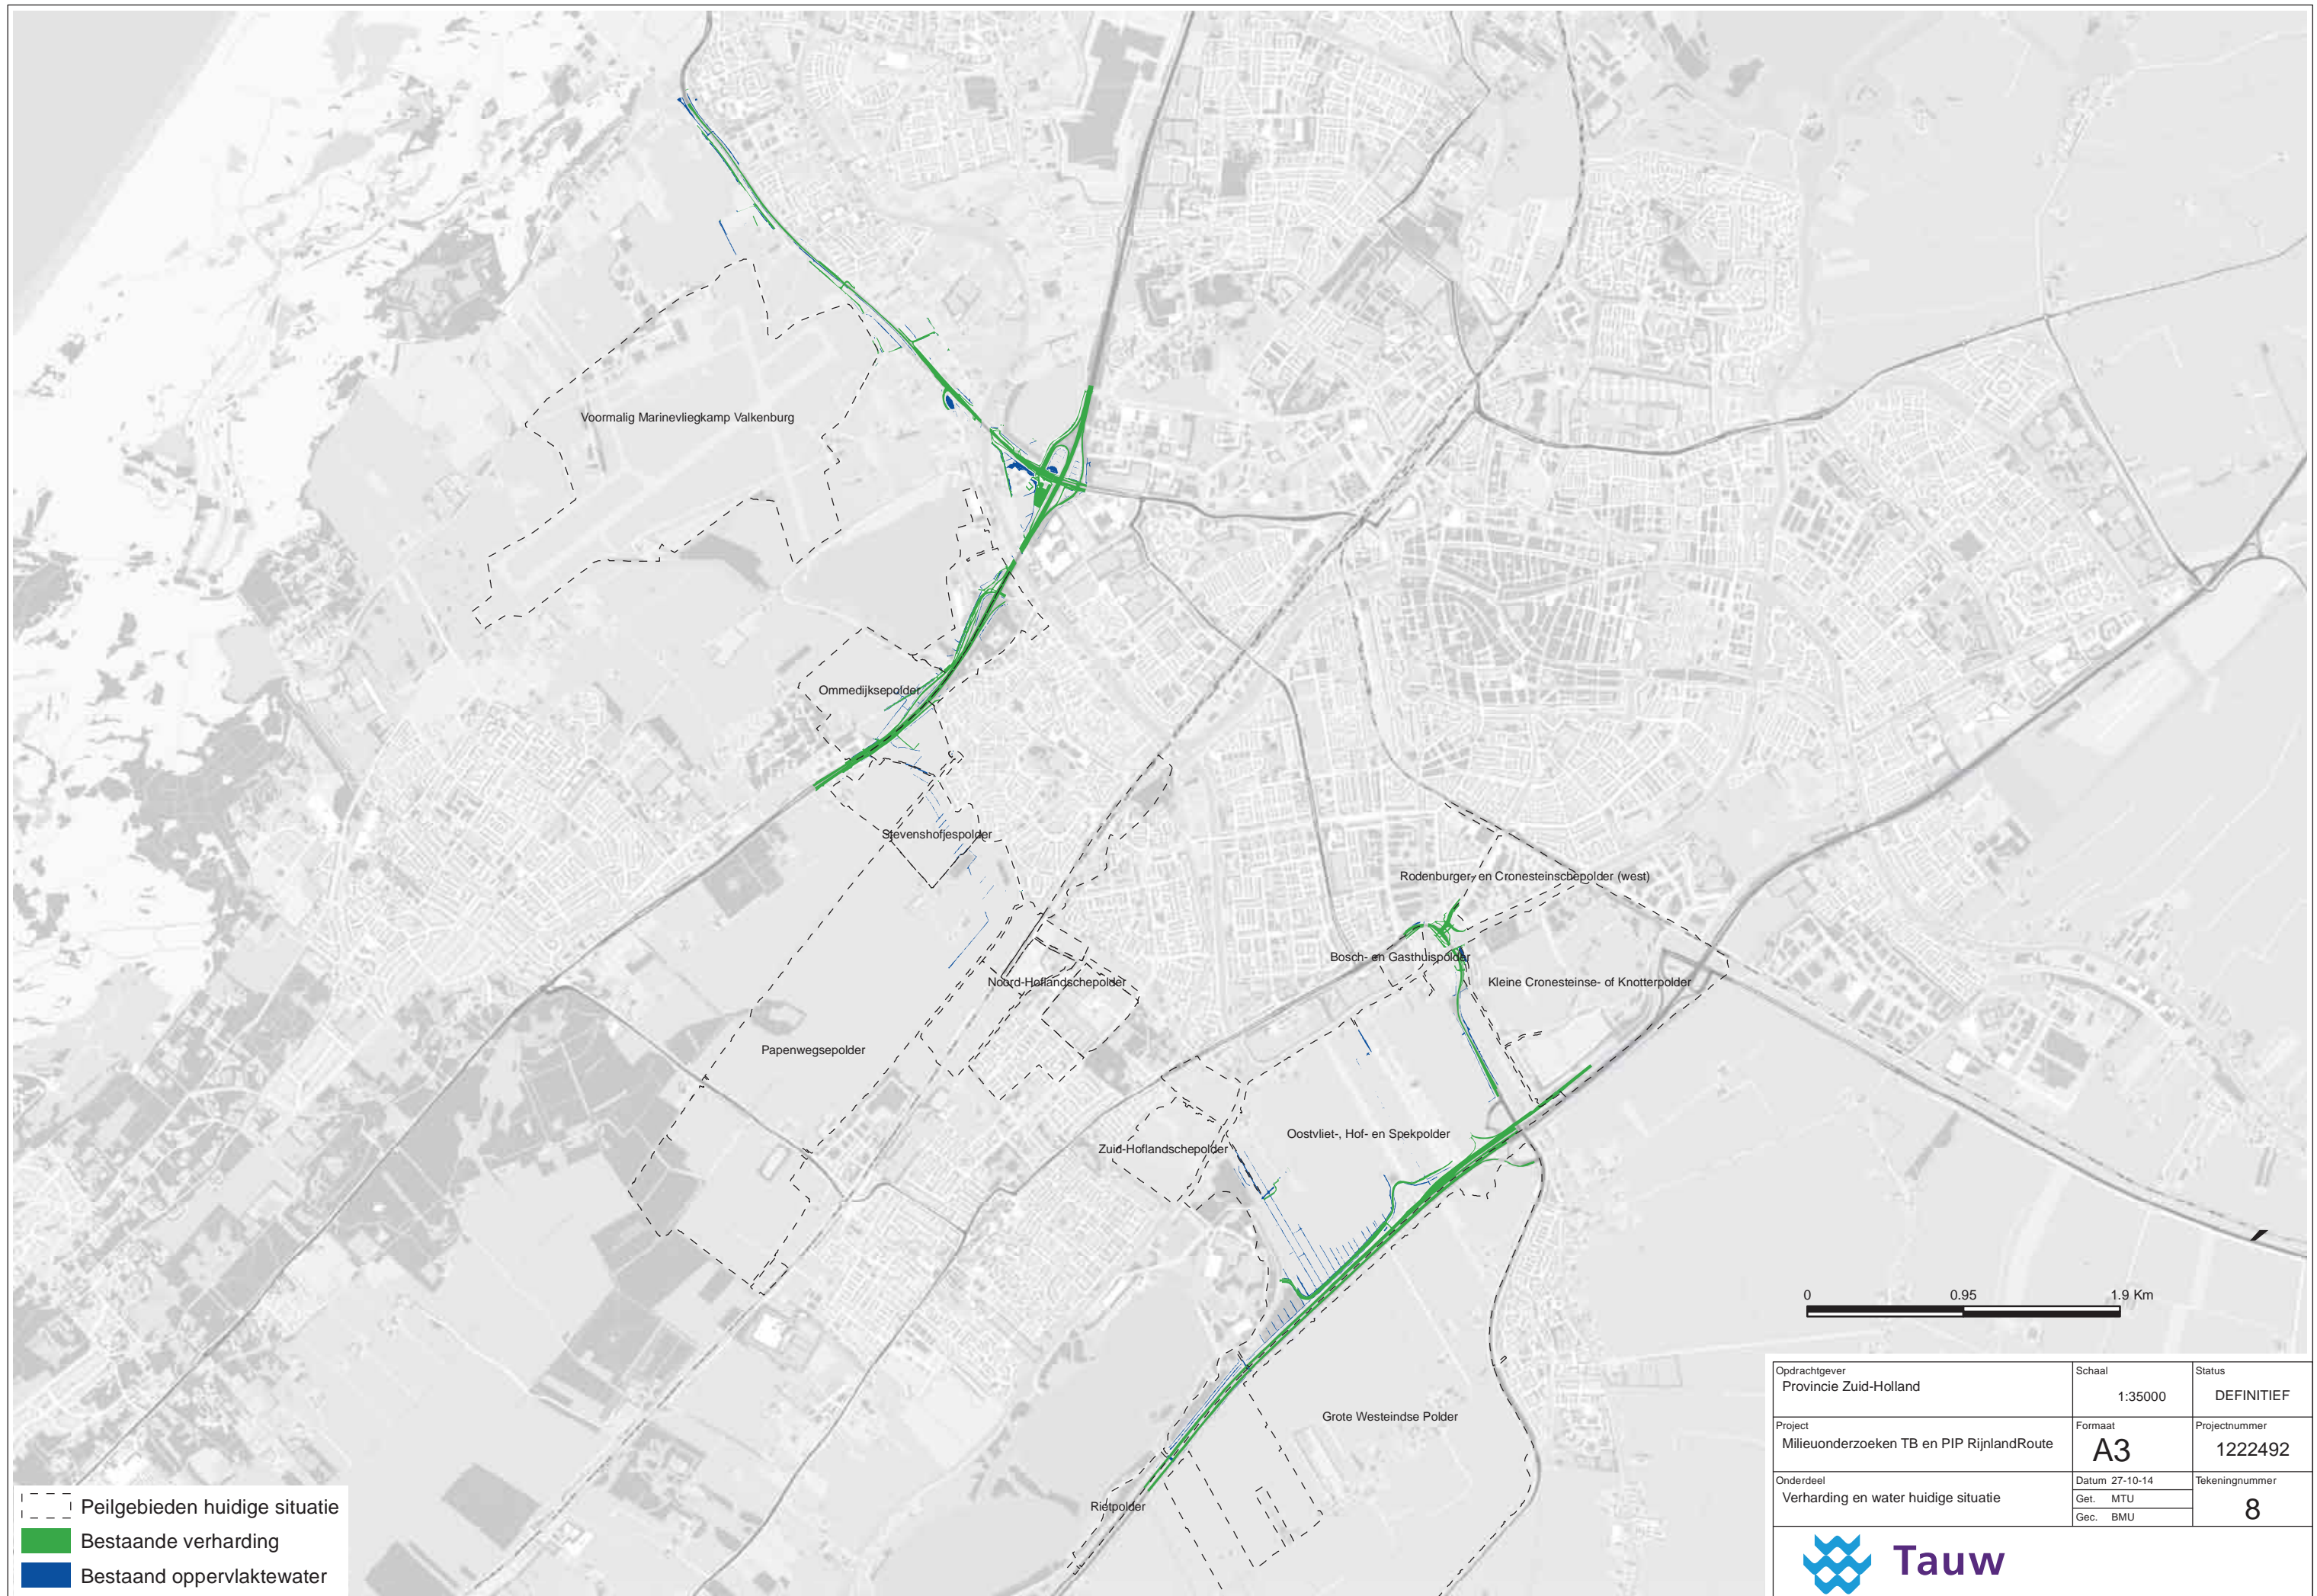 Voormalig Marinevliegkamp Valkenburg
Ommedijksepolder
Stevenshofjespolder
Rodenburger- en Cronesteinschepolder (west)
Bosch- en Gasthuispolder
Kleine Cronesteinse- of Knotterpolder
Noord-Hoflandschepolder
Papenwegsepolder
Oostvliet-, Hof- en Spekpolder
Zuid-Hoflandschepolder
Grote Westeindse Polder
Rietpolder
0 0.95 1.9 Km
Peilgebieden huidige situatie
Bestaande verharding
Bestaand oppervlaktewater
Opdrachtgever
Provincie Zuid-Holland
Schaal
1:35000
Status
DEFINITIEF
Project
Milieuonderzoeken TB en PIP RijnlandRoute
Formaat
A3
Projectnummer
1222492
Onderdeel
Verharding en water huidige situatie
Datum 27-10-14
Get. MTU
Gec. BMU
Tekeningnummer
8
Tauw